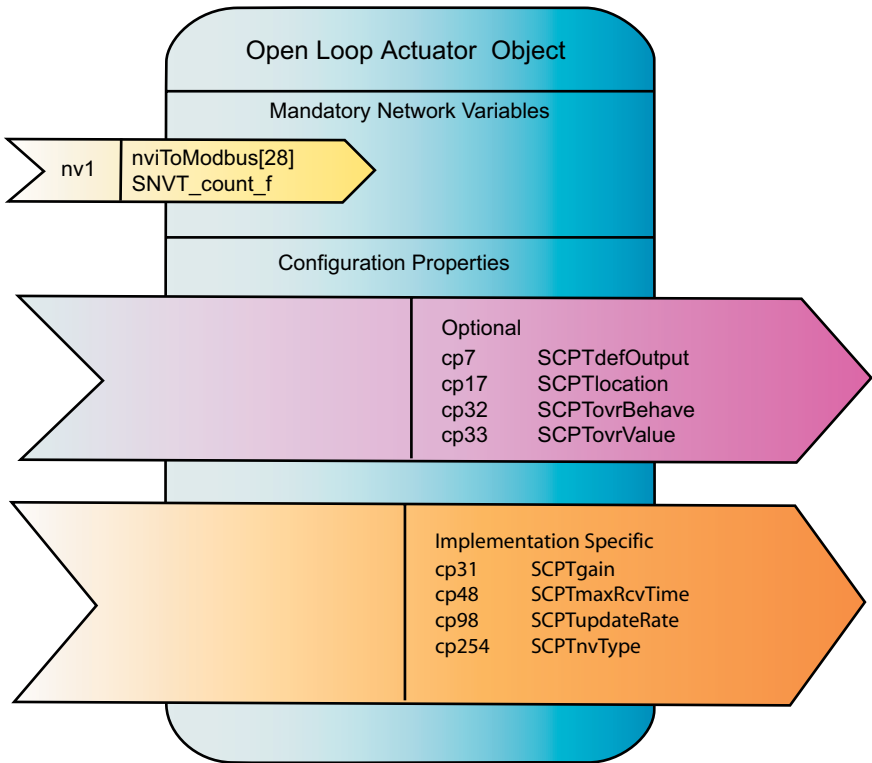 Open Loop Actuator Object
Mandatory Network Variables
nv1 nviToModbus[28]
SNVT_count_f
Configuration Properties
Optional
cp7 SCPTdefOutput
cp17 SCPTlocation
cp32 SCPTovrBehave
cp33 SCPTovrValue
Implementation Specific
cp31 SCPTgain
cp48 SCPTmaxRcvTime
cp98 SCPTupdateRate
cp254 SCPTnvType